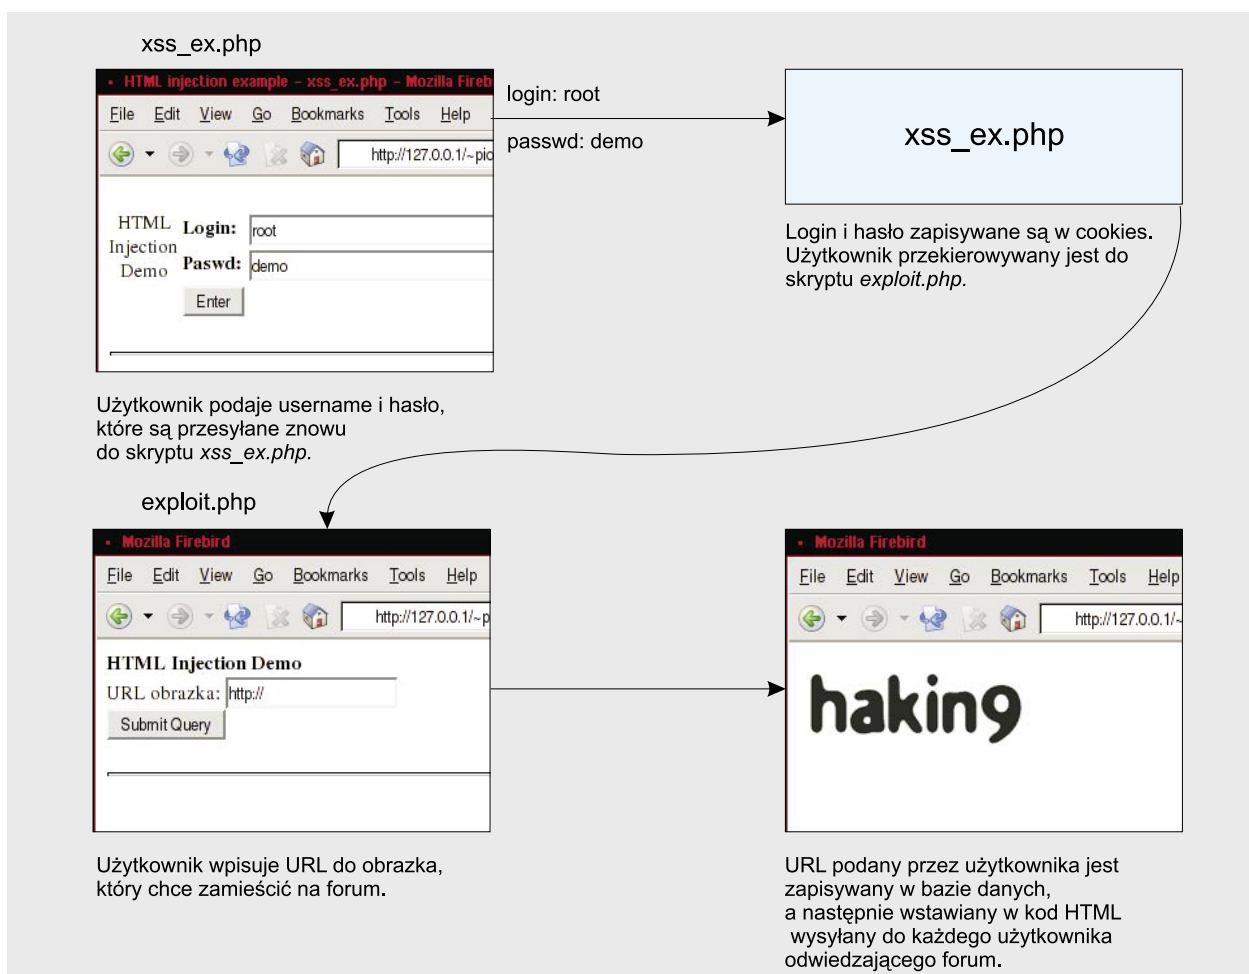 xss_ex.php
HTML injection example – xss_ex.php – Mozilla Fireb
File Edit View Go Bookmarks Tools Help
http://127.0.0.1/~pio
HTML
Injection
Demo
Login: root
Paswd: demo
Enter
login: root
passwd: demo
xss_ex.php
Login i hasło zapisywane są w cookies.
Użytkownik przekierowywany jest do
skryptu exploit.php.
Użytkownik podaje username i hasło,
które są przesyłane znowu
do skryptu xss_ex.php.
exploit.php
Mozilla Firebird
File Edit View Go Bookmarks Tools Help
http://127.0.0.1/~p
HTML Injection Demo
URL obrazka: http://
Submit Query
Użytkownik wpisuje URL do obrazka,
który chce zamieścić na forum.
Mozilla Firebird
File Edit View Go Bookmarks Tools Help
http://127.0.0.1/~
hakin9
URL podany przez użytkownika jest
zapisywany w bazie danych,
a następnie wstawiany w kod HTML
wysyłany do każdego użytkownika
odwiedzającego forum.